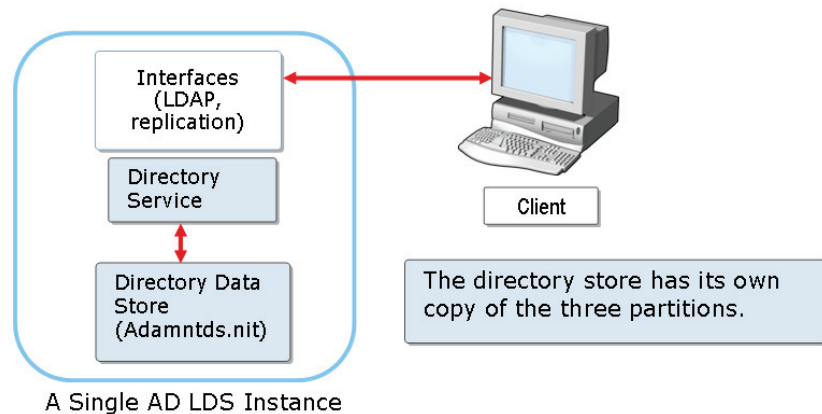 Interfaces
(LDAP,
replication)
Directory
Service
Directory Data
Store
(Adamntds.nit)
A Single AD LDS Instance
Client
The directory store has its own
copy of the three partitions.